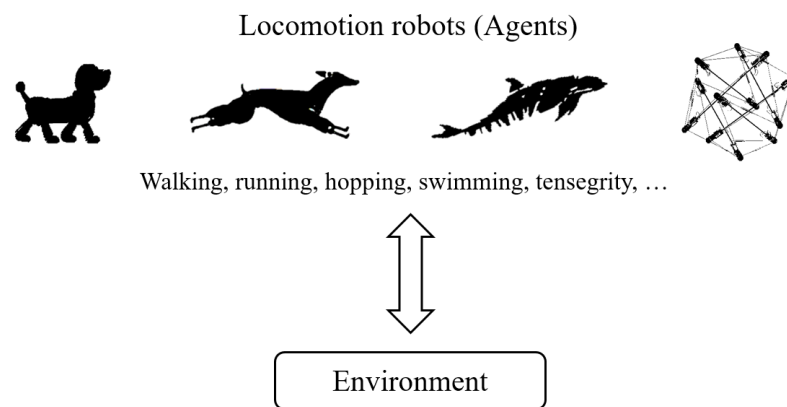 Locomotion robots (Agents)
Walking, running, hopping, swimming, tensegrity, …
Environment